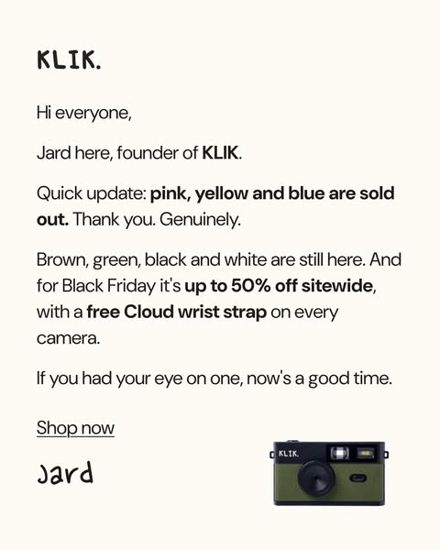 KLIK.
Hi everyone,
Jard here, founder of KLIK.
Quick update: pink, yellow and blue are sold
out. Thank you. Genuinely.
Brown, green, black and white are still here. And
for Black Friday it's up to 50% off sitewide,
with a free Cloud wrist strap on every
camera.
If you had your eye on one, now's a good time.
Shop now
Jard
KLIK.